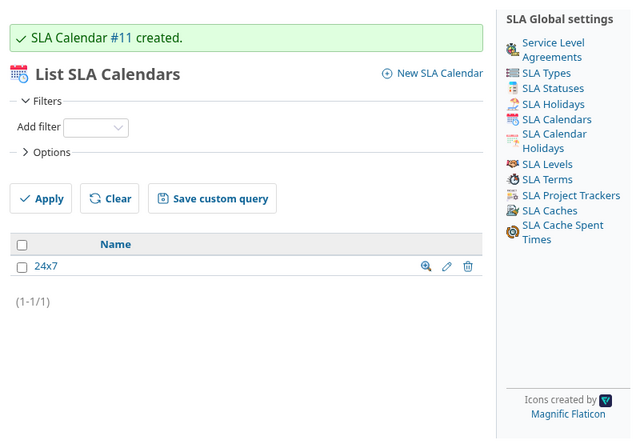 SLA Calendar #11 created.
List SLA Calendars
New SLA Calendar
Filters
Add filter
Options
Apply
Clear
Save custom query
Name
24x7
(1-1/1)
SLA Global settings
Service Level
Agreements
SLA Types
SLA Statuses
SLA Holidays
SLA Calendars
SLA Calendar
Holidays
SLA Levels
SLA Terms
SLA Project Trackers
SLA Caches
SLA Cache Spent
Times
Icons created by
Magnific Flaticon